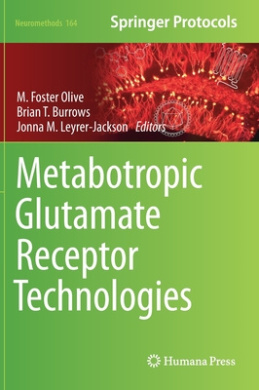 Neuromethods 164
Springer Protocols
M. Foster Olive
Brian T. Burrows
Jonna M. Leyrer-Jackson Editors
Metabotropic
Glutamate
Receptor
Technologies
Humana Press